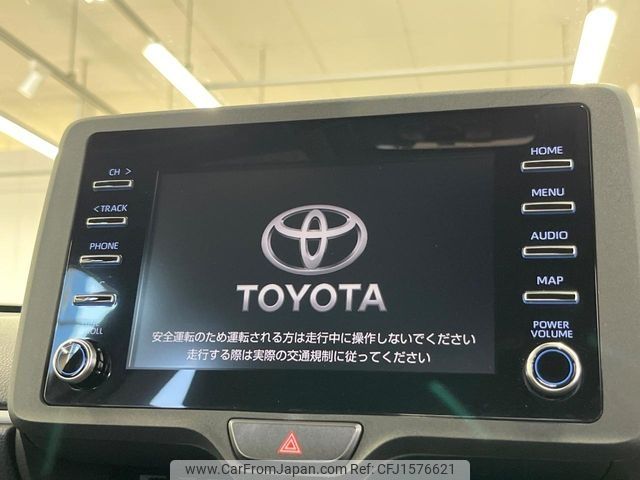 CH >
< TRACK
PHONE
HOME
MENU
AUDIO
MAP
POWER
VOLUME
TOYOTA
安全運転のため運転される方は走行中に操作しないでください
走行する際は実際の交通規制に従ってください
www.CarFromJapan.com - CFJ1576621